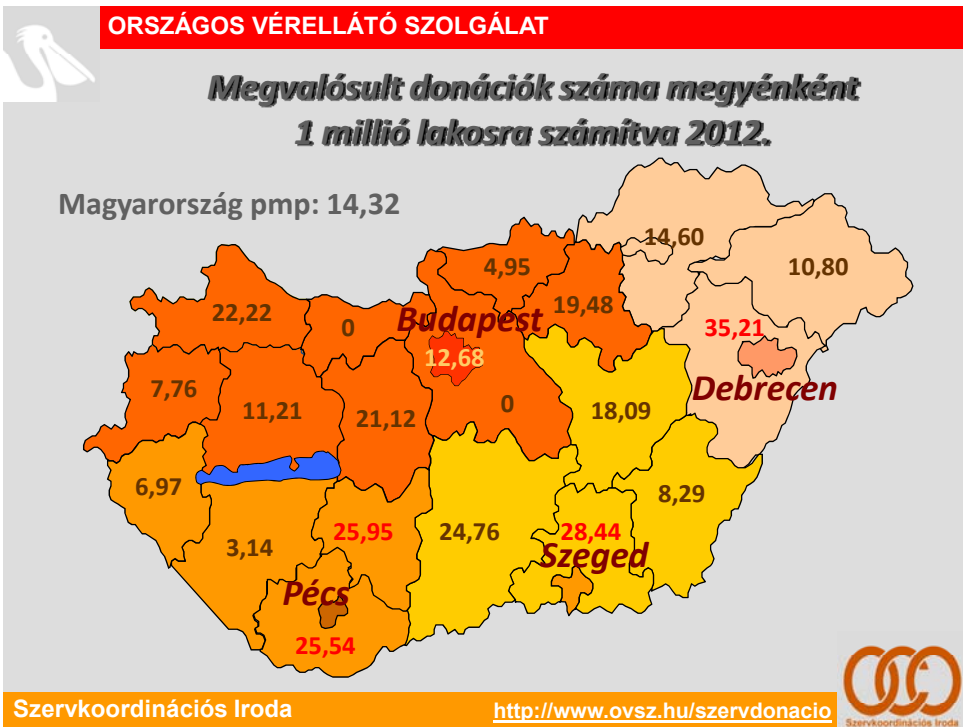 ORSZÁGOS VÉRELLÁTÓ SZOLGÁLAT
Megvalósult donációk száma megyénként
1 millió lakosra számítva 2012.
Magyarország pmp: 14,32
14,60
4,95
10,80
22,22
0
Budapest
19,48
35,21
12,68
7,76
11,21
21,12
0
18,09
Debrecen
6,97
8,29
3,14
25,95
24,76
28,44
Szeged
Pécs
25,54
Szervkoordinációs Iroda
http://www.ovsz.hu/szervdonacio
Szervkoordinációs Iroda